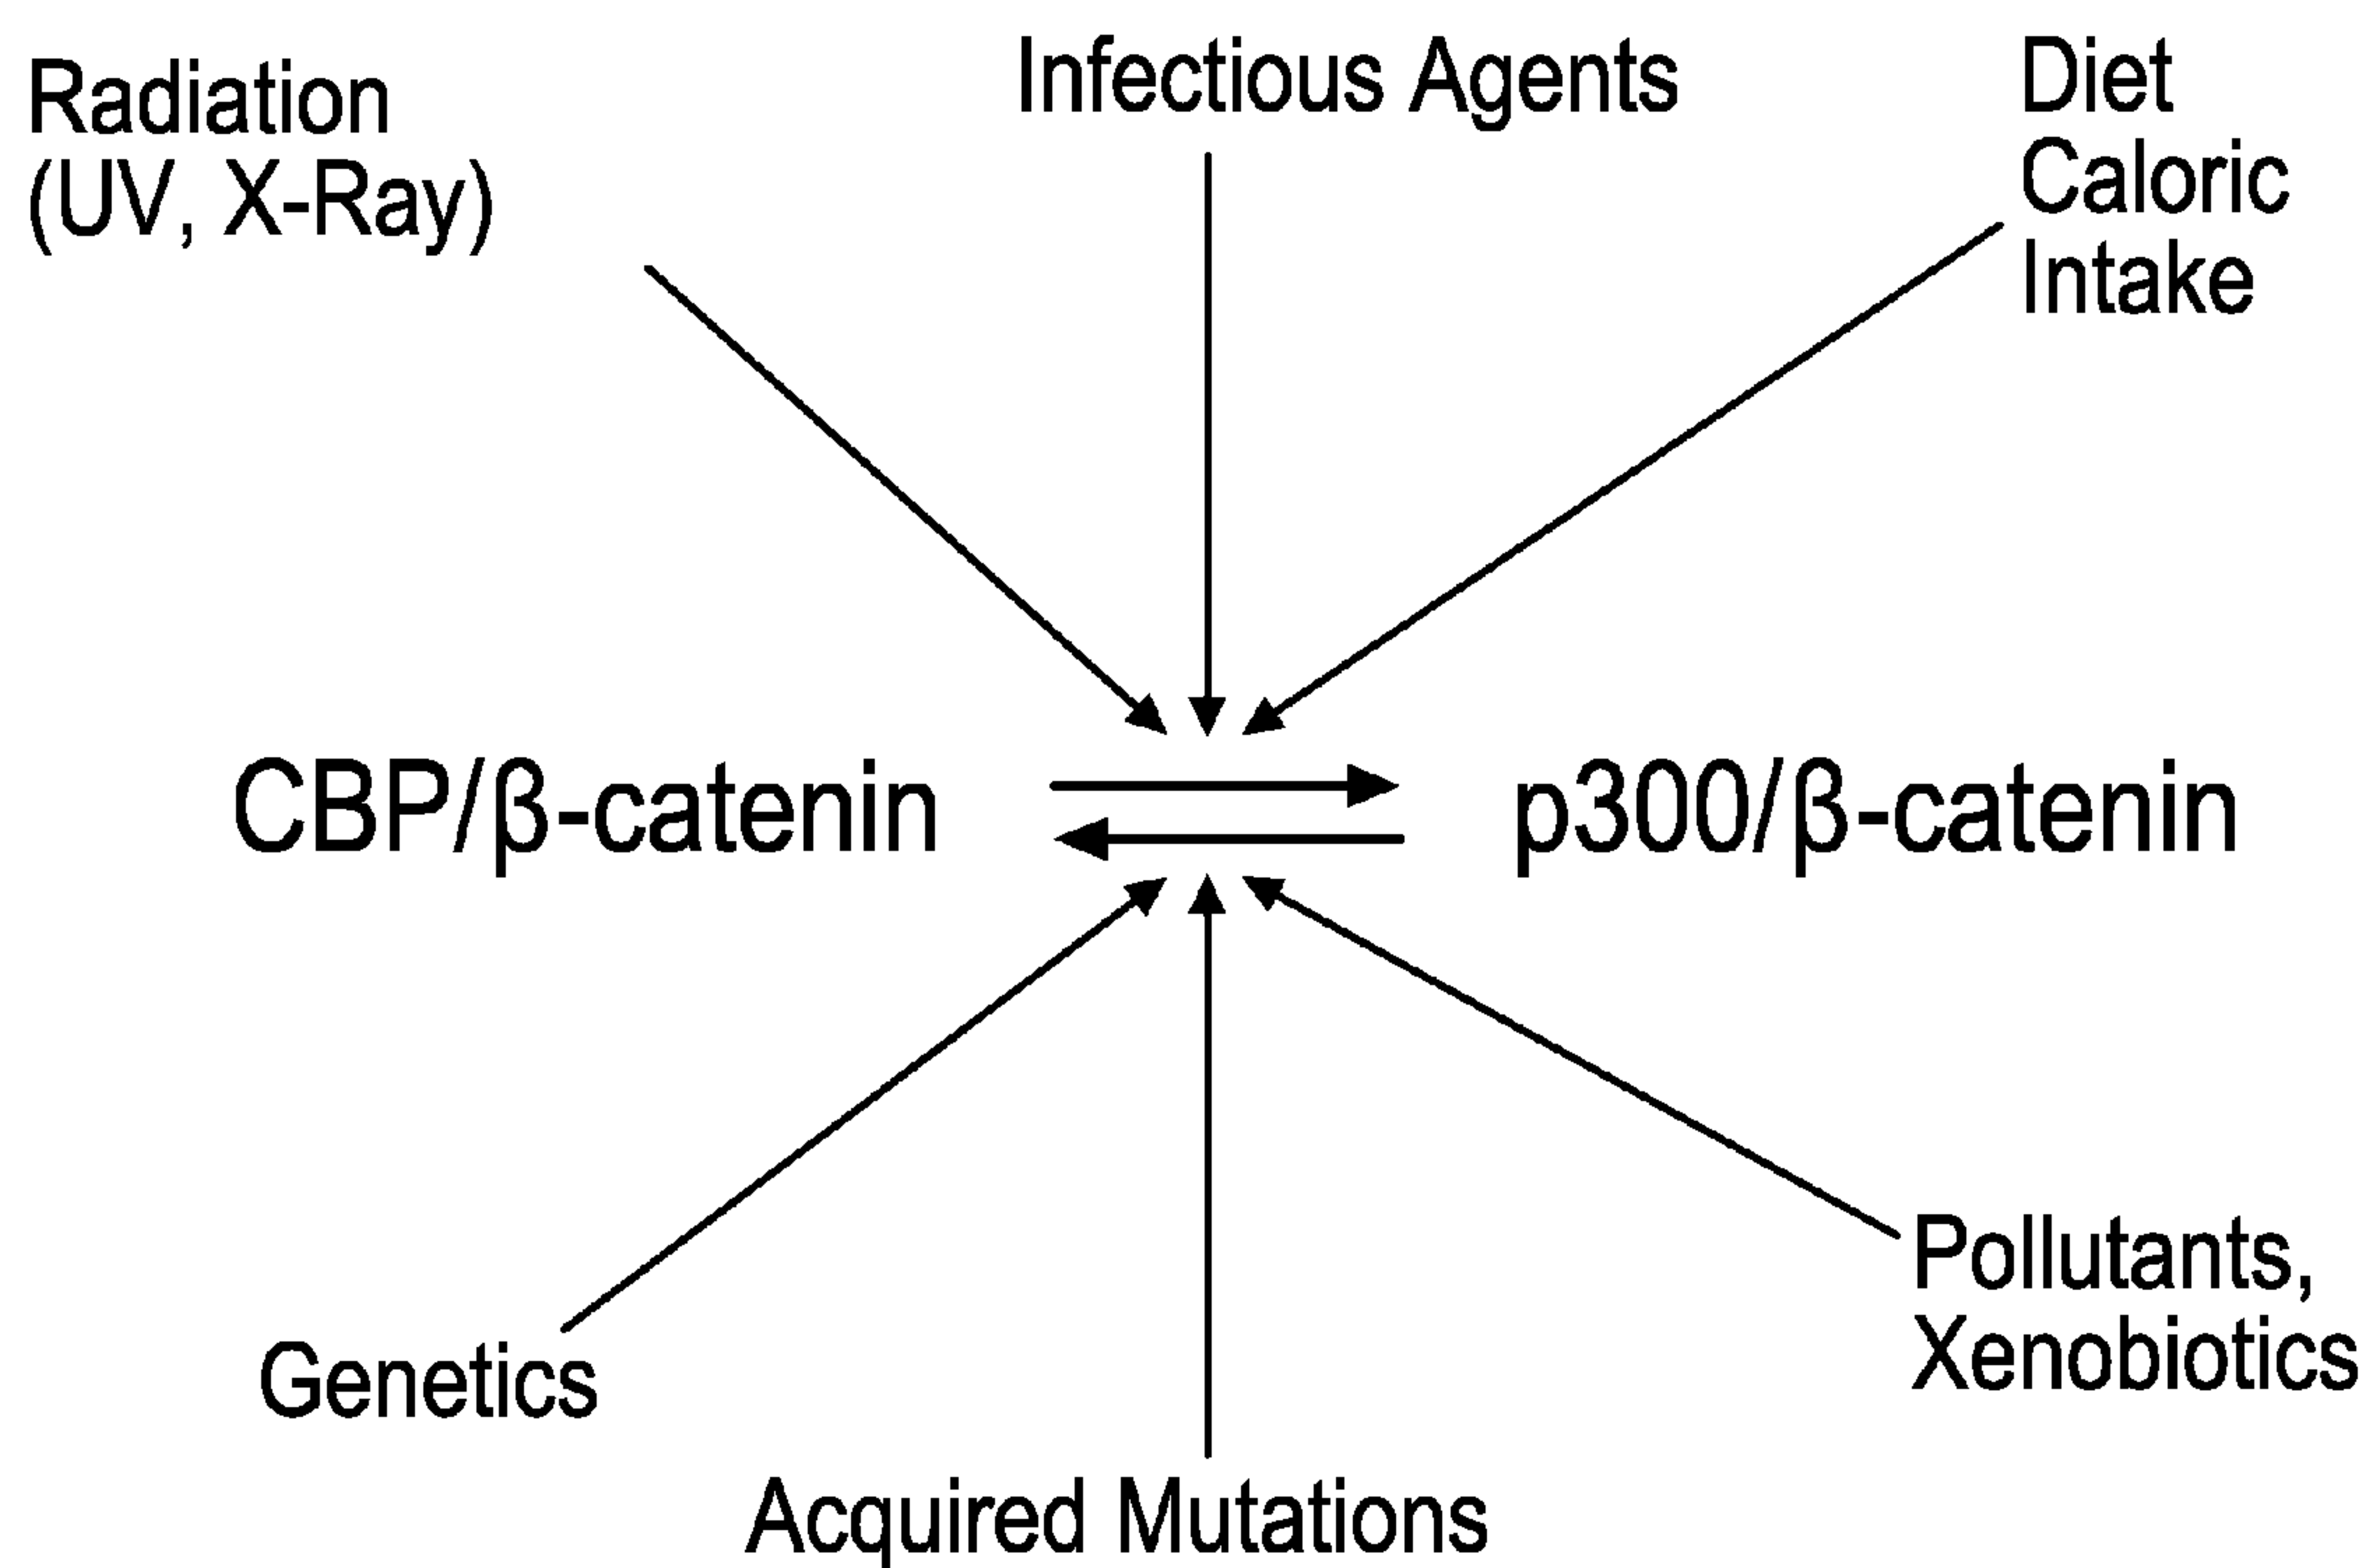 Radiation
(UV, X-Ray)
Infectious Agents
Diet
Caloric
Intake
CBP/β-catenin
p300/β-catenin
Genetics
Acquired Mutations
Pollutants,
Xenobiotics